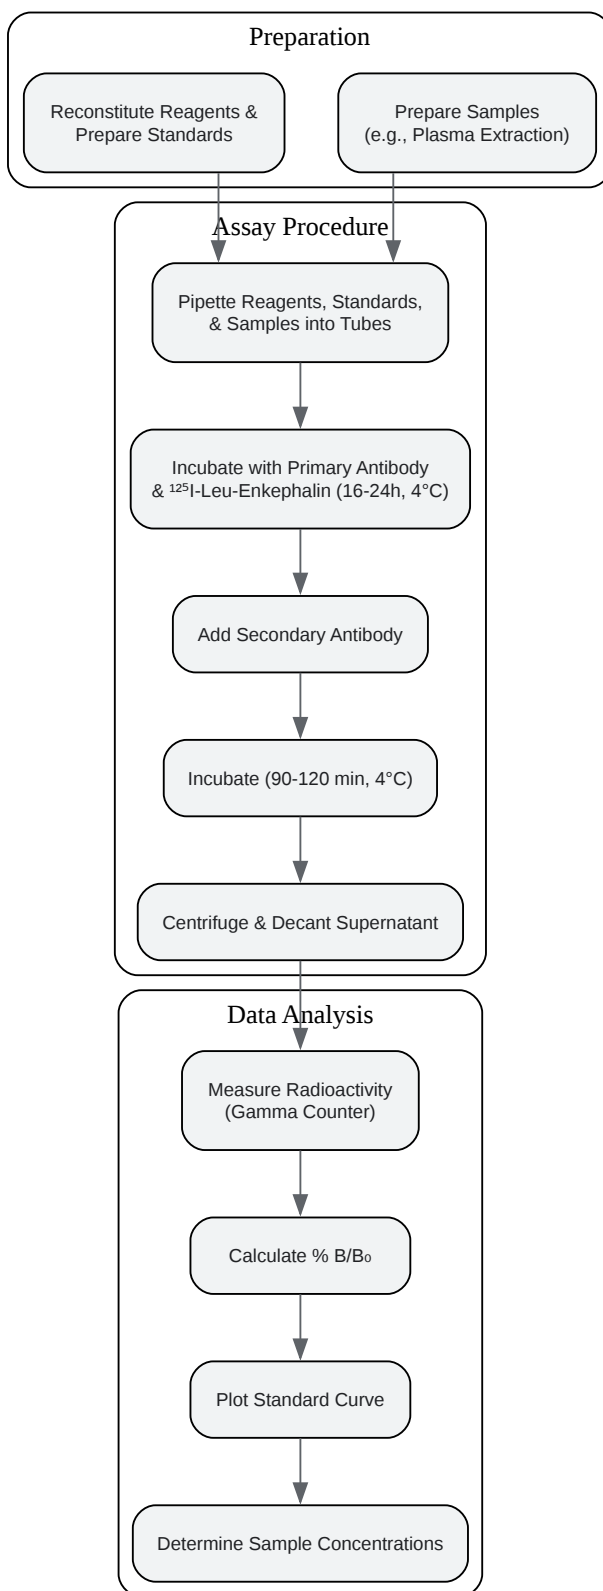 Preparation
Reconstitute Reagents &
Prepare Standards
Prepare Samples
(e.g., Plasma Extraction)
Assay Procedure
Pipette Reagents, Standards,
& Samples into Tubes
Incubate with Primary Antibody
& ¹²⁵I-Leu-Enkephalin (16-24h, 4°C)
Add Secondary Antibody
Incubate (90-120 min, 4°C)
Centrifuge & Decant Supernatant
Data Analysis
Measure Radioactivity
(Gamma Counter)
Calculate % B/B₀
Plot Standard Curve
Determine Sample Concentrations